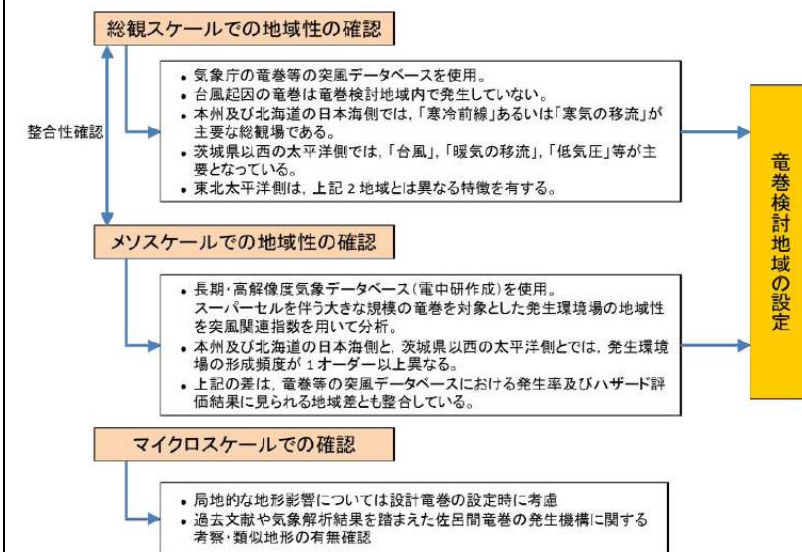 総観スケールでの地域性の確認
• 気象庁の竜巻等の突風データベースを使用。
• 台風起因の竜巻は竜巻検討地域内で発生していない。
• 本州及び北海道の日本海側では,「寒冷前線」あるいは「寒気の移流」が
主要な総観場である。
• 茨城県以西の太平洋側では,「台風」,「暖気の移流」,「低気圧」等が主
要となっている。
• 東北太平洋側は,上記2地域とは異なる特徴を有する。
整合性確認
メソスケールでの地域性の確認
• 長期・高解像度気象データベース(電中研作成)を使用。
スーパーセルを伴う大きな規模の竜巻を対象とした発生環境場の地域性
を突風関連指数を用いて分析。
• 本州及び北海道の日本海側と,茨城県以西の太平洋側とでは,発生環境
場の形成頻度が1オーダー以上異なる。
• 上記の差は,竜巻等の突風データベースにおける発生率及びハザード評
価結果に見られる地域差とも整合している。
マイクロスケールでの確認
• 局地的な地形影響については設計竜巻の設定時に考慮
• 過去文献や気象解析結果を踏まえた佐呂間竜巻の発生機構に関する
考察・類似地形の有無確認
竜巻検討地域の設定